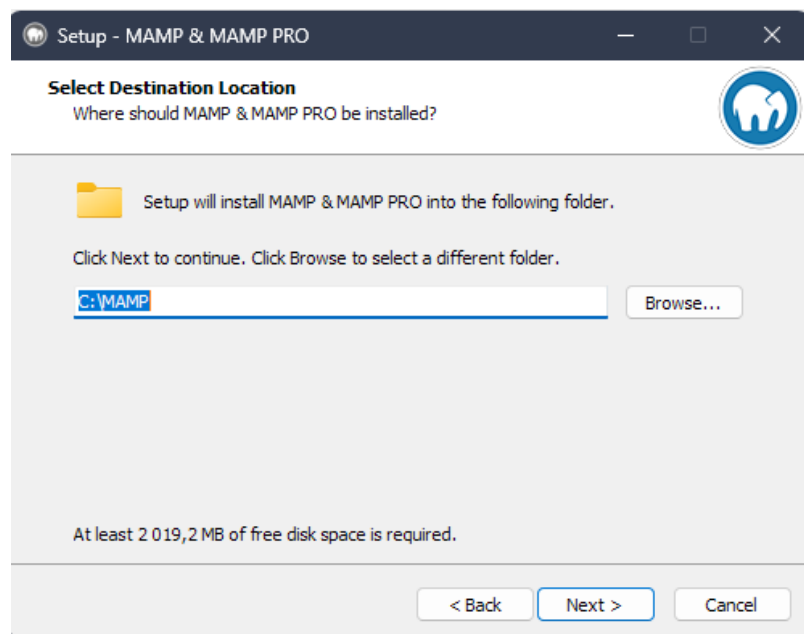 Setup - MAMP & MAMP PRO
Select Destination Location
Where should MAMP & MAMP PRO be installed?
Setup will install MAMP & MAMP PRO into the following folder.
Click Next to continue. Click Browse to select a different folder.
C:\MAMP
Browse...
At least 2 019,2 MB of free disk space is required.
< Back
Next >
Cancel